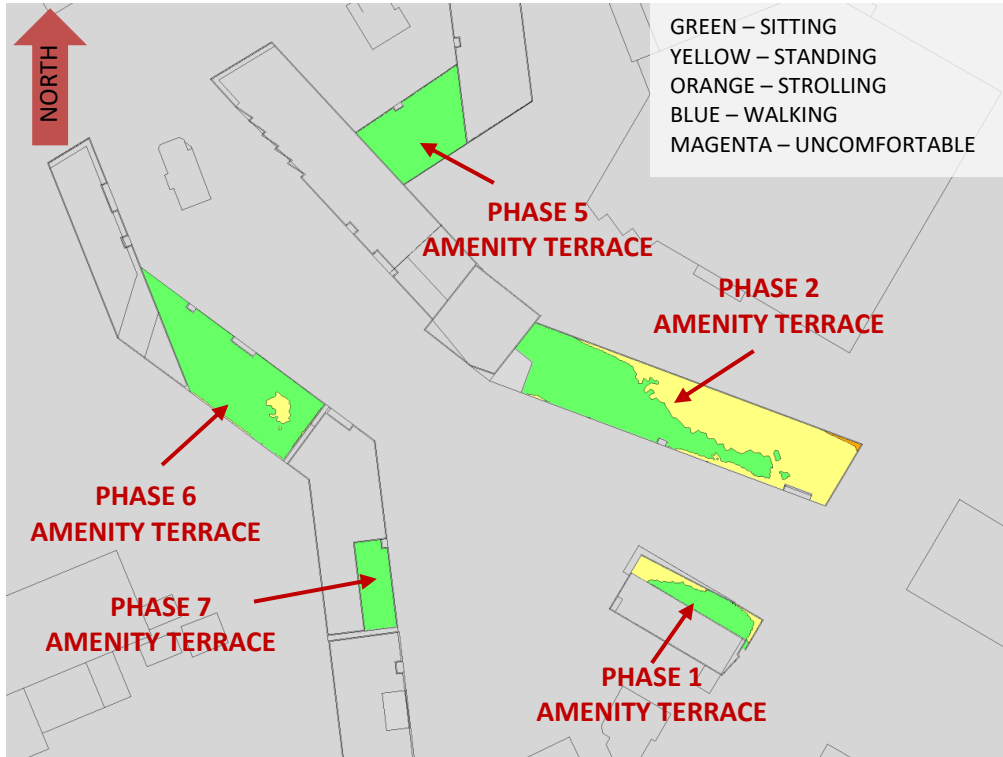 NORTH
GREEN – SITTING
YELLOW – STANDING
ORANGE – STROLLING
BLUE – WALKING
MAGENTA – UNCOMFORTABLE
PHASE 5
AMENITY TERRACE
PHASE 2
AMENITY TERRACE
PHASE 6
AMENITY TERRACE
PHASE 7
AMENITY TERRACE
PHASE 1
AMENITY TERRACE